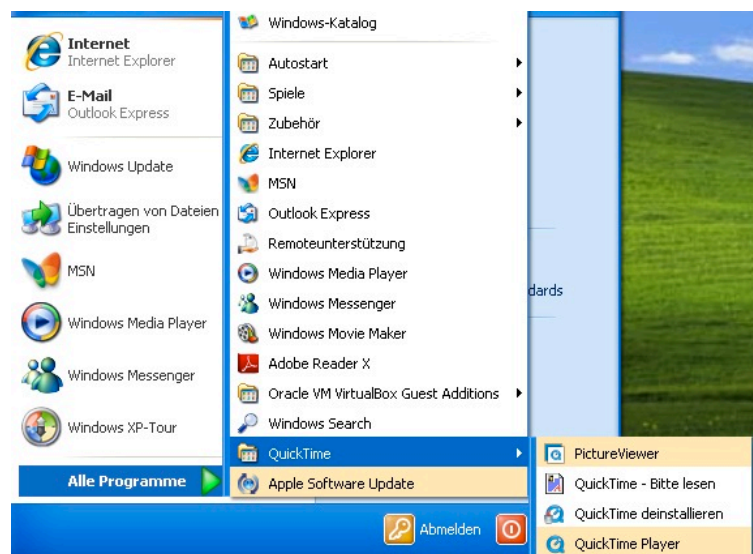 Internet
Internet Explorer
E-Mail
Outlook Express
Windows Update
Übertragen von Dateien
Einstellungen
MSN
Windows Media Player
Windows Messenger
Windows XP-Tour
Alle Programme
Windows-Katalog
Autostart
Spiele
Zubehör
Internet Explorer
MSN
Outlook Express
Remoteunterstützung
Windows Media Player
Windows Messenger
Windows Movie Maker
Adobe Reader X
Oracle VM VirtualBox Guest Additions
Windows Search
QuickTime
Apple Software Update
dards
PictureViewer
QuickTime - Bitte lesen
QuickTime deinstallieren
QuickTime Player
Abmelden